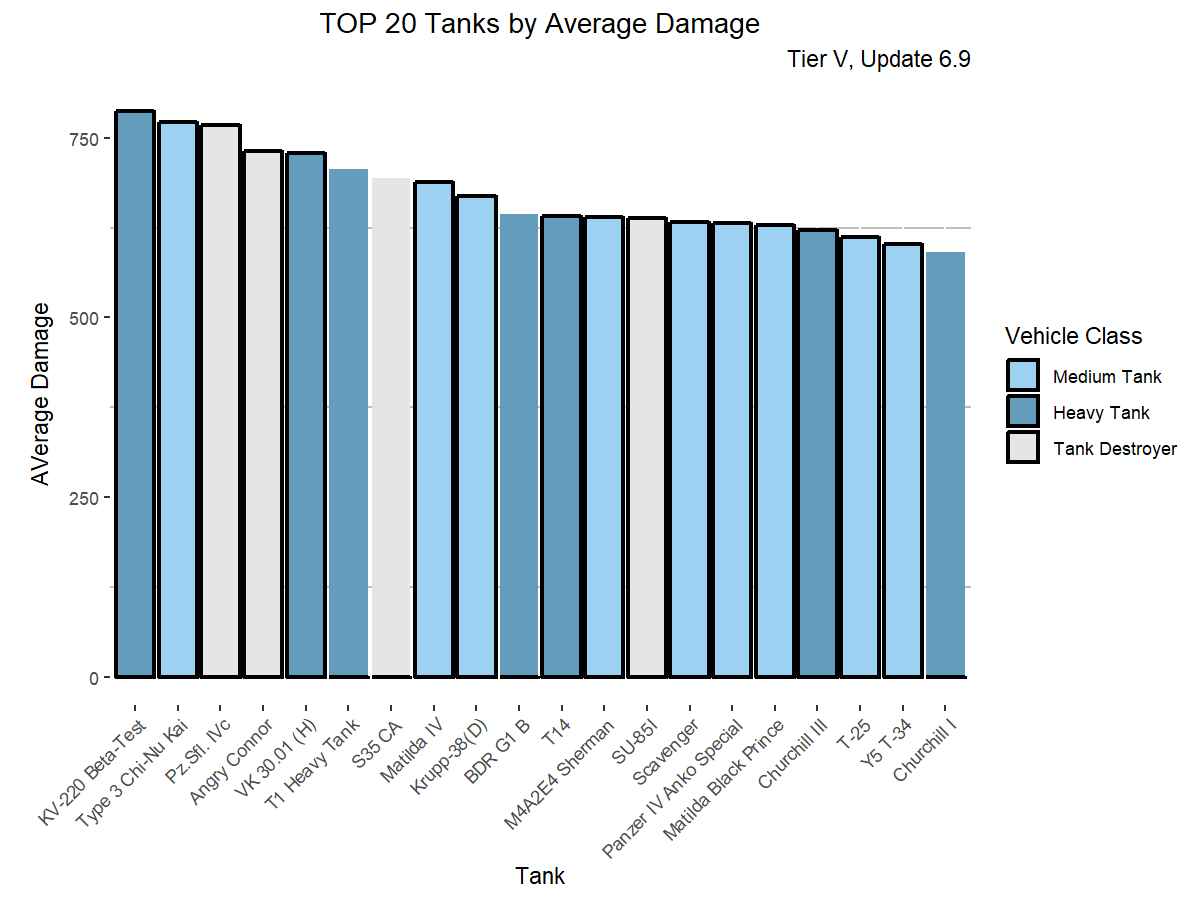 TOP 20 Tanks by Average Damage
Tier V, Update 6.9
AVerage Damage
750
500
250
0
KV-220 Beta-Test
Type 3 Chi-Nu Kai
Pz.Sfl. IVc
Angry Connor
VK 30.01 (H)
T1 Heavy Tank
S35 CA
Matilda IV
Krupp-38(D)
BDR G1 B
T14
M4A2E4 Sherman
SU-85I
Scavenger
Panzer IV Anko Special
Matilda Black Prince
Churchill III
T-25
Y5 T-34
Churchill I
Tank
Vehicle Class
Medium Tank
Heavy Tank
Tank Destroyer